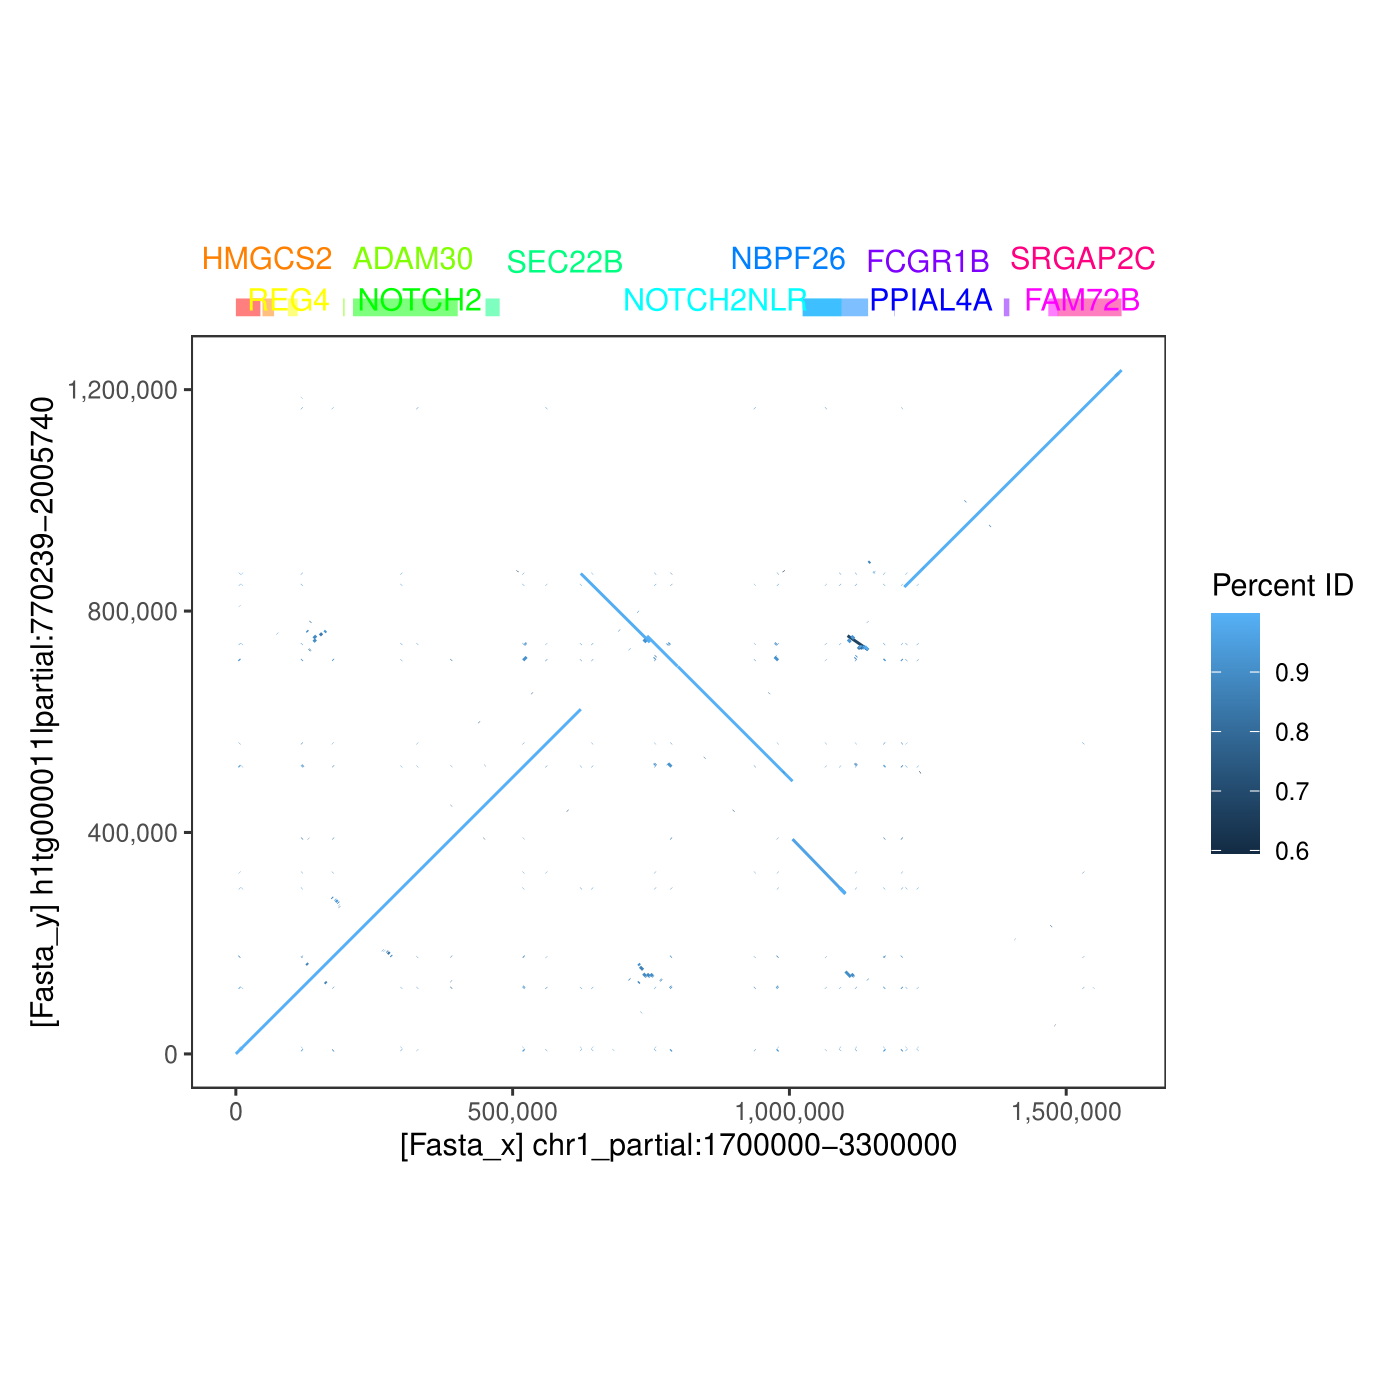 HMGCS2 ADAM30 SEC22B NBPF26 FCGR1B SRGAP2C
REG4 NOTCH2 NOTCH2NLR PPIAL4A FAM72B
[Fasta_y] h1tg000011lpartial:770239−2005740
1,200,000
800,000
400,000
0
0 500,000 1,000,000 1,500,000
[Fasta_x] chr1_partial:1700000−3300000
Percent ID
0.9
0.8
0.7
0.6